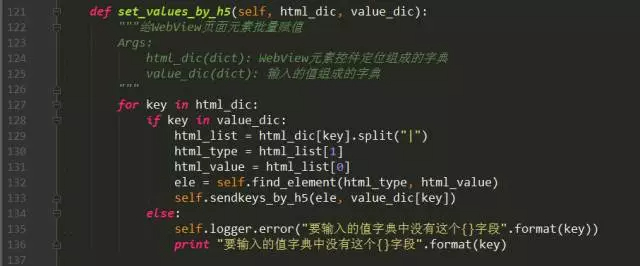 121 def set_values_by_h5(self, html_dic, value_dic):
122 """给WebView页面元素批量赋值
123 Args:
124 html_dic(dict): WebView元素控件定位组成的字典
125 value_dic(dict): 输入的值组成的字典
126 """
127 for key in html_dic:
128 if key in value_dic:
129 html_list = html_dic[key].split("|")
130 html_type = html_list[1]
131 html_value = html_list[0]
132 ele = self.find_element(html_type, html_value)
133 self.sendkeys_by_h5(ele, value_dic[key])
134 else:
135 self.logger.error("要输入的值字典中没有这个{}字段".format(key))
136 print "要输入的值字典中没有这个{}字段".format(key)